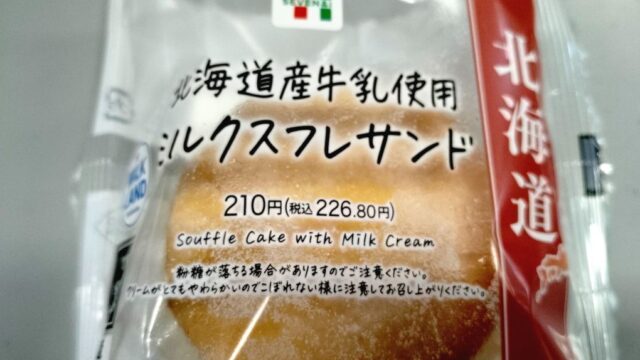 SEVEN&i
北海道産牛乳使用
ミルクスフレサンド
210円(税込226.80円)
Souffle Cake with Milk Cream
粉糖が落ちる場合がありますのでご注意ください。
クリームがとてもやわらかいのでこぼれない様に注意してお召し上がりください。
北海道
MILK
LAND